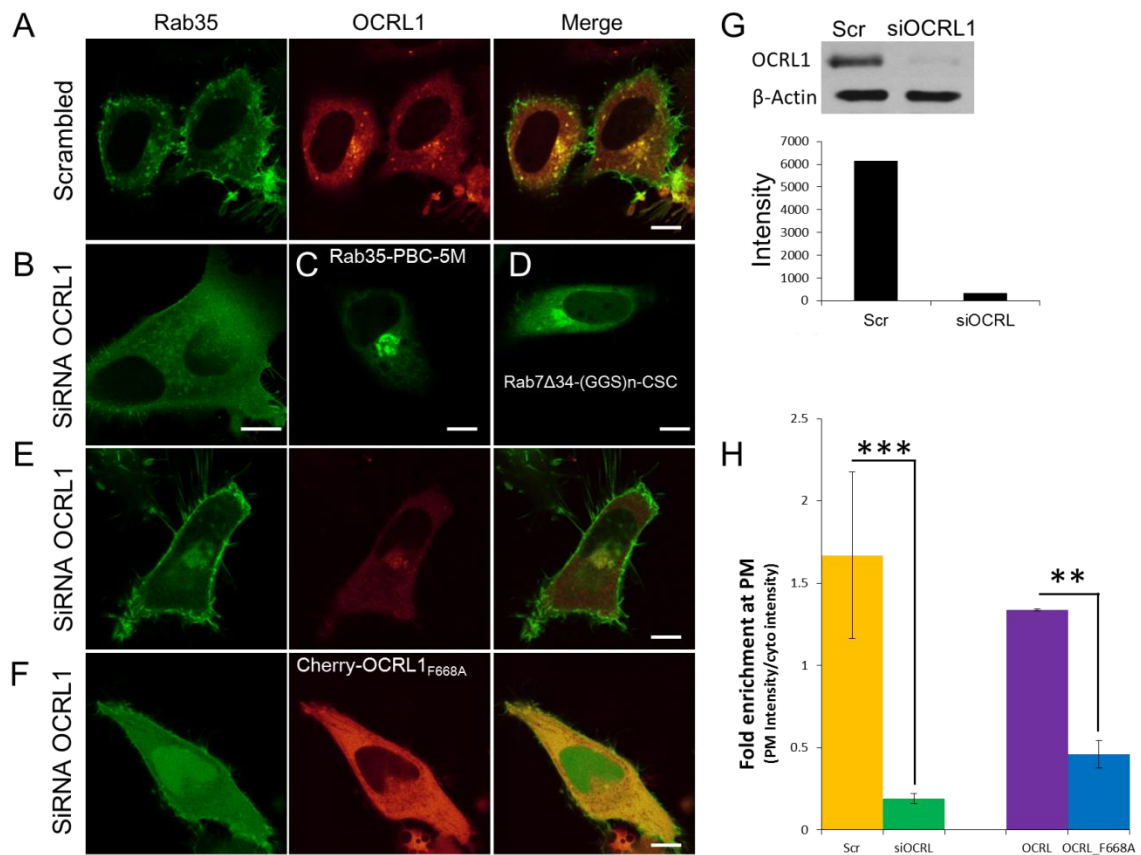 A
Rab35
OCRL1
Merge
Scrambled
B
SiRNA OCRL1
C
Rab35-PBC-5M
D
Rab7Δ34-(GGS)n-CSC
E
SiRNA OCRL1
F
SiRNA OCRL1
Cherry-OCRL1F668A
G
Scr
siOCRL1
OCRL1
β-Actin
Intensity
7000
6000
5000
4000
3000
2000
1000
0
Scr
siOCRL
H
Fold enrichment at PM
(PM Intensity/cyto intensity)
2.5
2
1.5
1
0.5
0
***
**
Scr
siOCRL
OCRL
OCRL_F668A